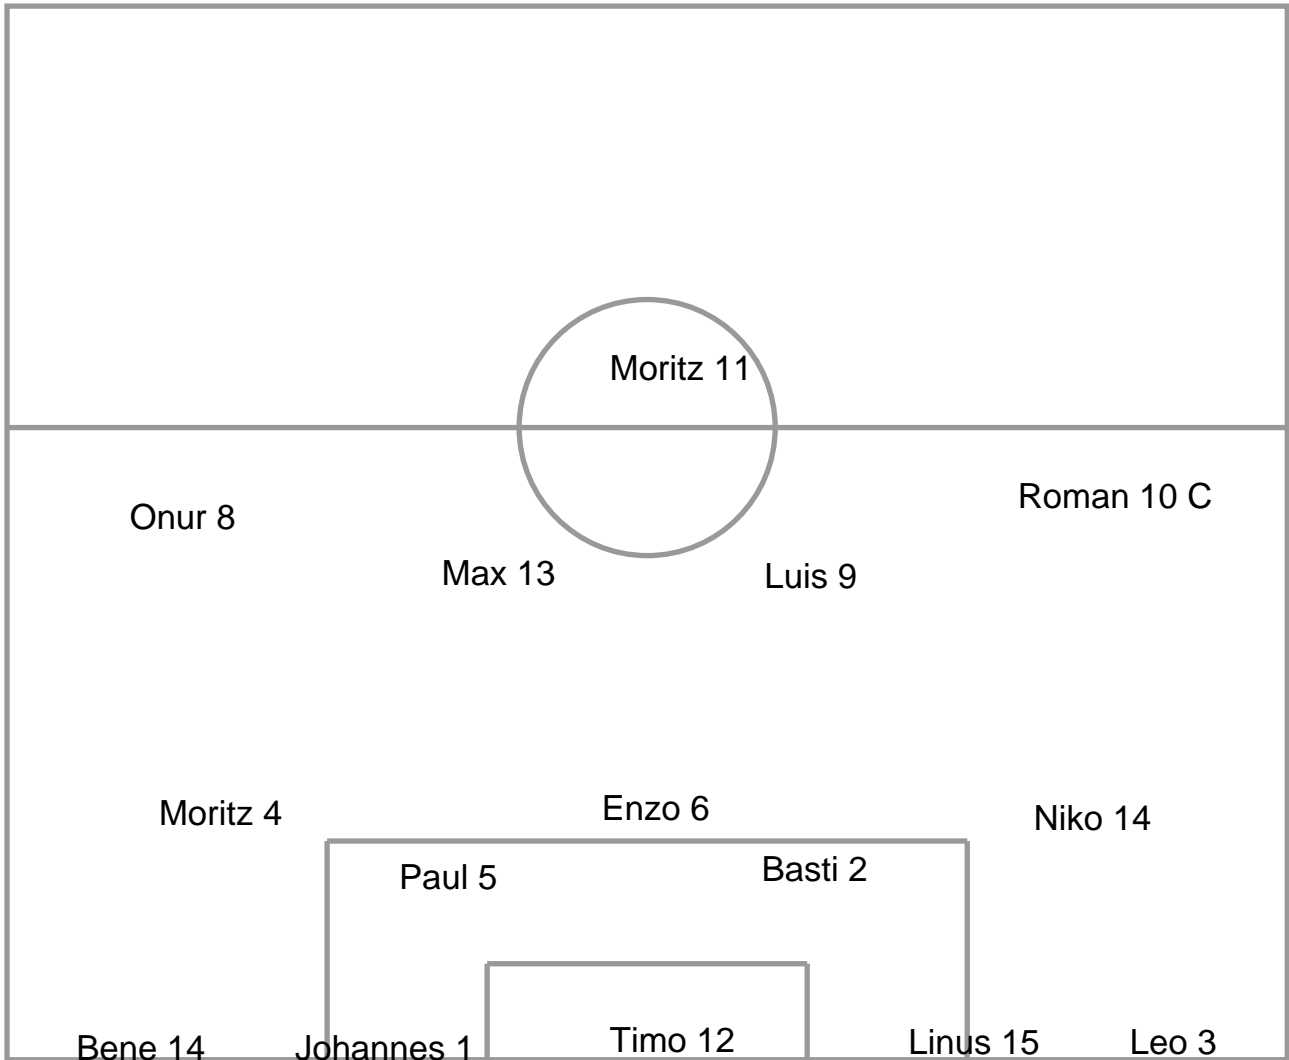 Moritz 11
Roman 10 C
Onur 8
Max 13
Luis 9
Enzo 6
Moritz 4
Niko 14
Basti 2
Paul 5
Timo 12
Linus 15
Leo 3
Bene 14
Johannes 1